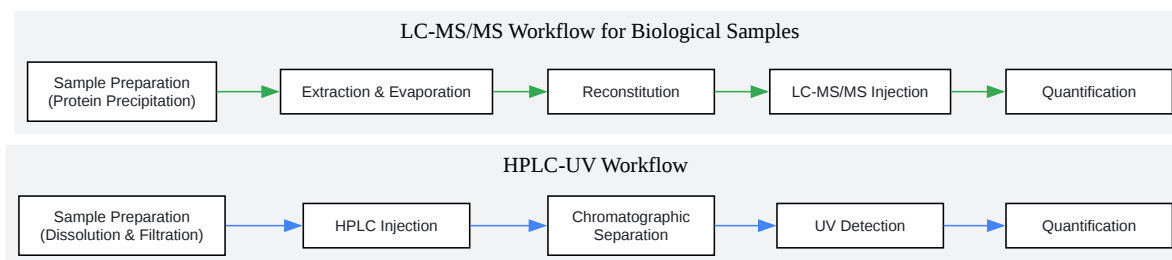 LC-MS/MS Workflow for Biological Samples
Sample Preparation
(Protein Precipitation)
Extraction & Evaporation
Reconstitution
LC-MS/MS Injection
Quantification
HPLC-UV Workflow
Sample Preparation
(Dissolution & Filtration)
HPLC Injection
Chromatographic
Separation
UV Detection
Quantification